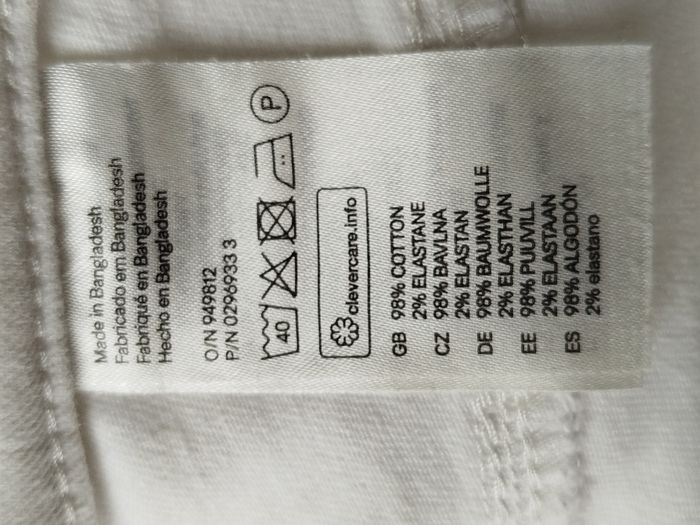 Made in Bangladesh
Fabricado em Bangladesh
Fabriqué en Bangladesh
Hecho en Bangladesh
O/N 949812
P/N 0296933 3
40
P
clevercare.info
GB 98% COTTON
2% ELASTANE
CZ 98% BAVLNA
2% ELASTAN
DE 98% BAUMWOLLE
2% ELASTHAN
EE 98% PUUVILL
2% ELASTAAN
ES 98% ALGODÓN
2% elastano